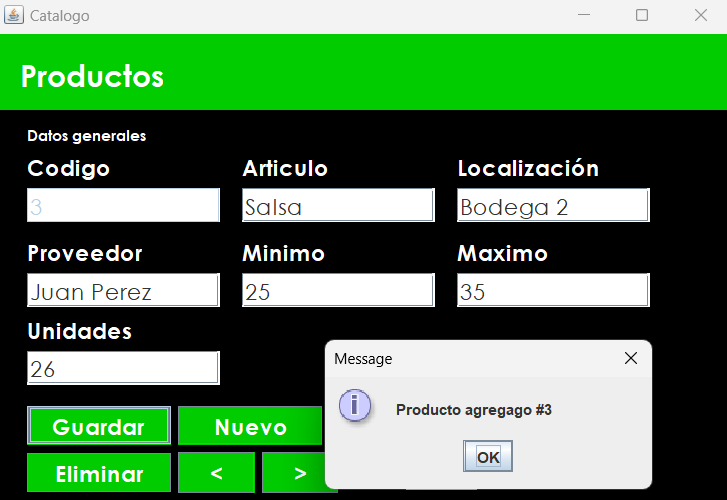 Catalogo
Productos
Datos generales
Codigo Articulo Localización
3 Salsa Bodega 2
Proveedor Minimo Maximo
Juan Perez 25 35
Unidades
26
Message
Producto agregago #3
OK
Guardar Nuevo
Eliminar < >